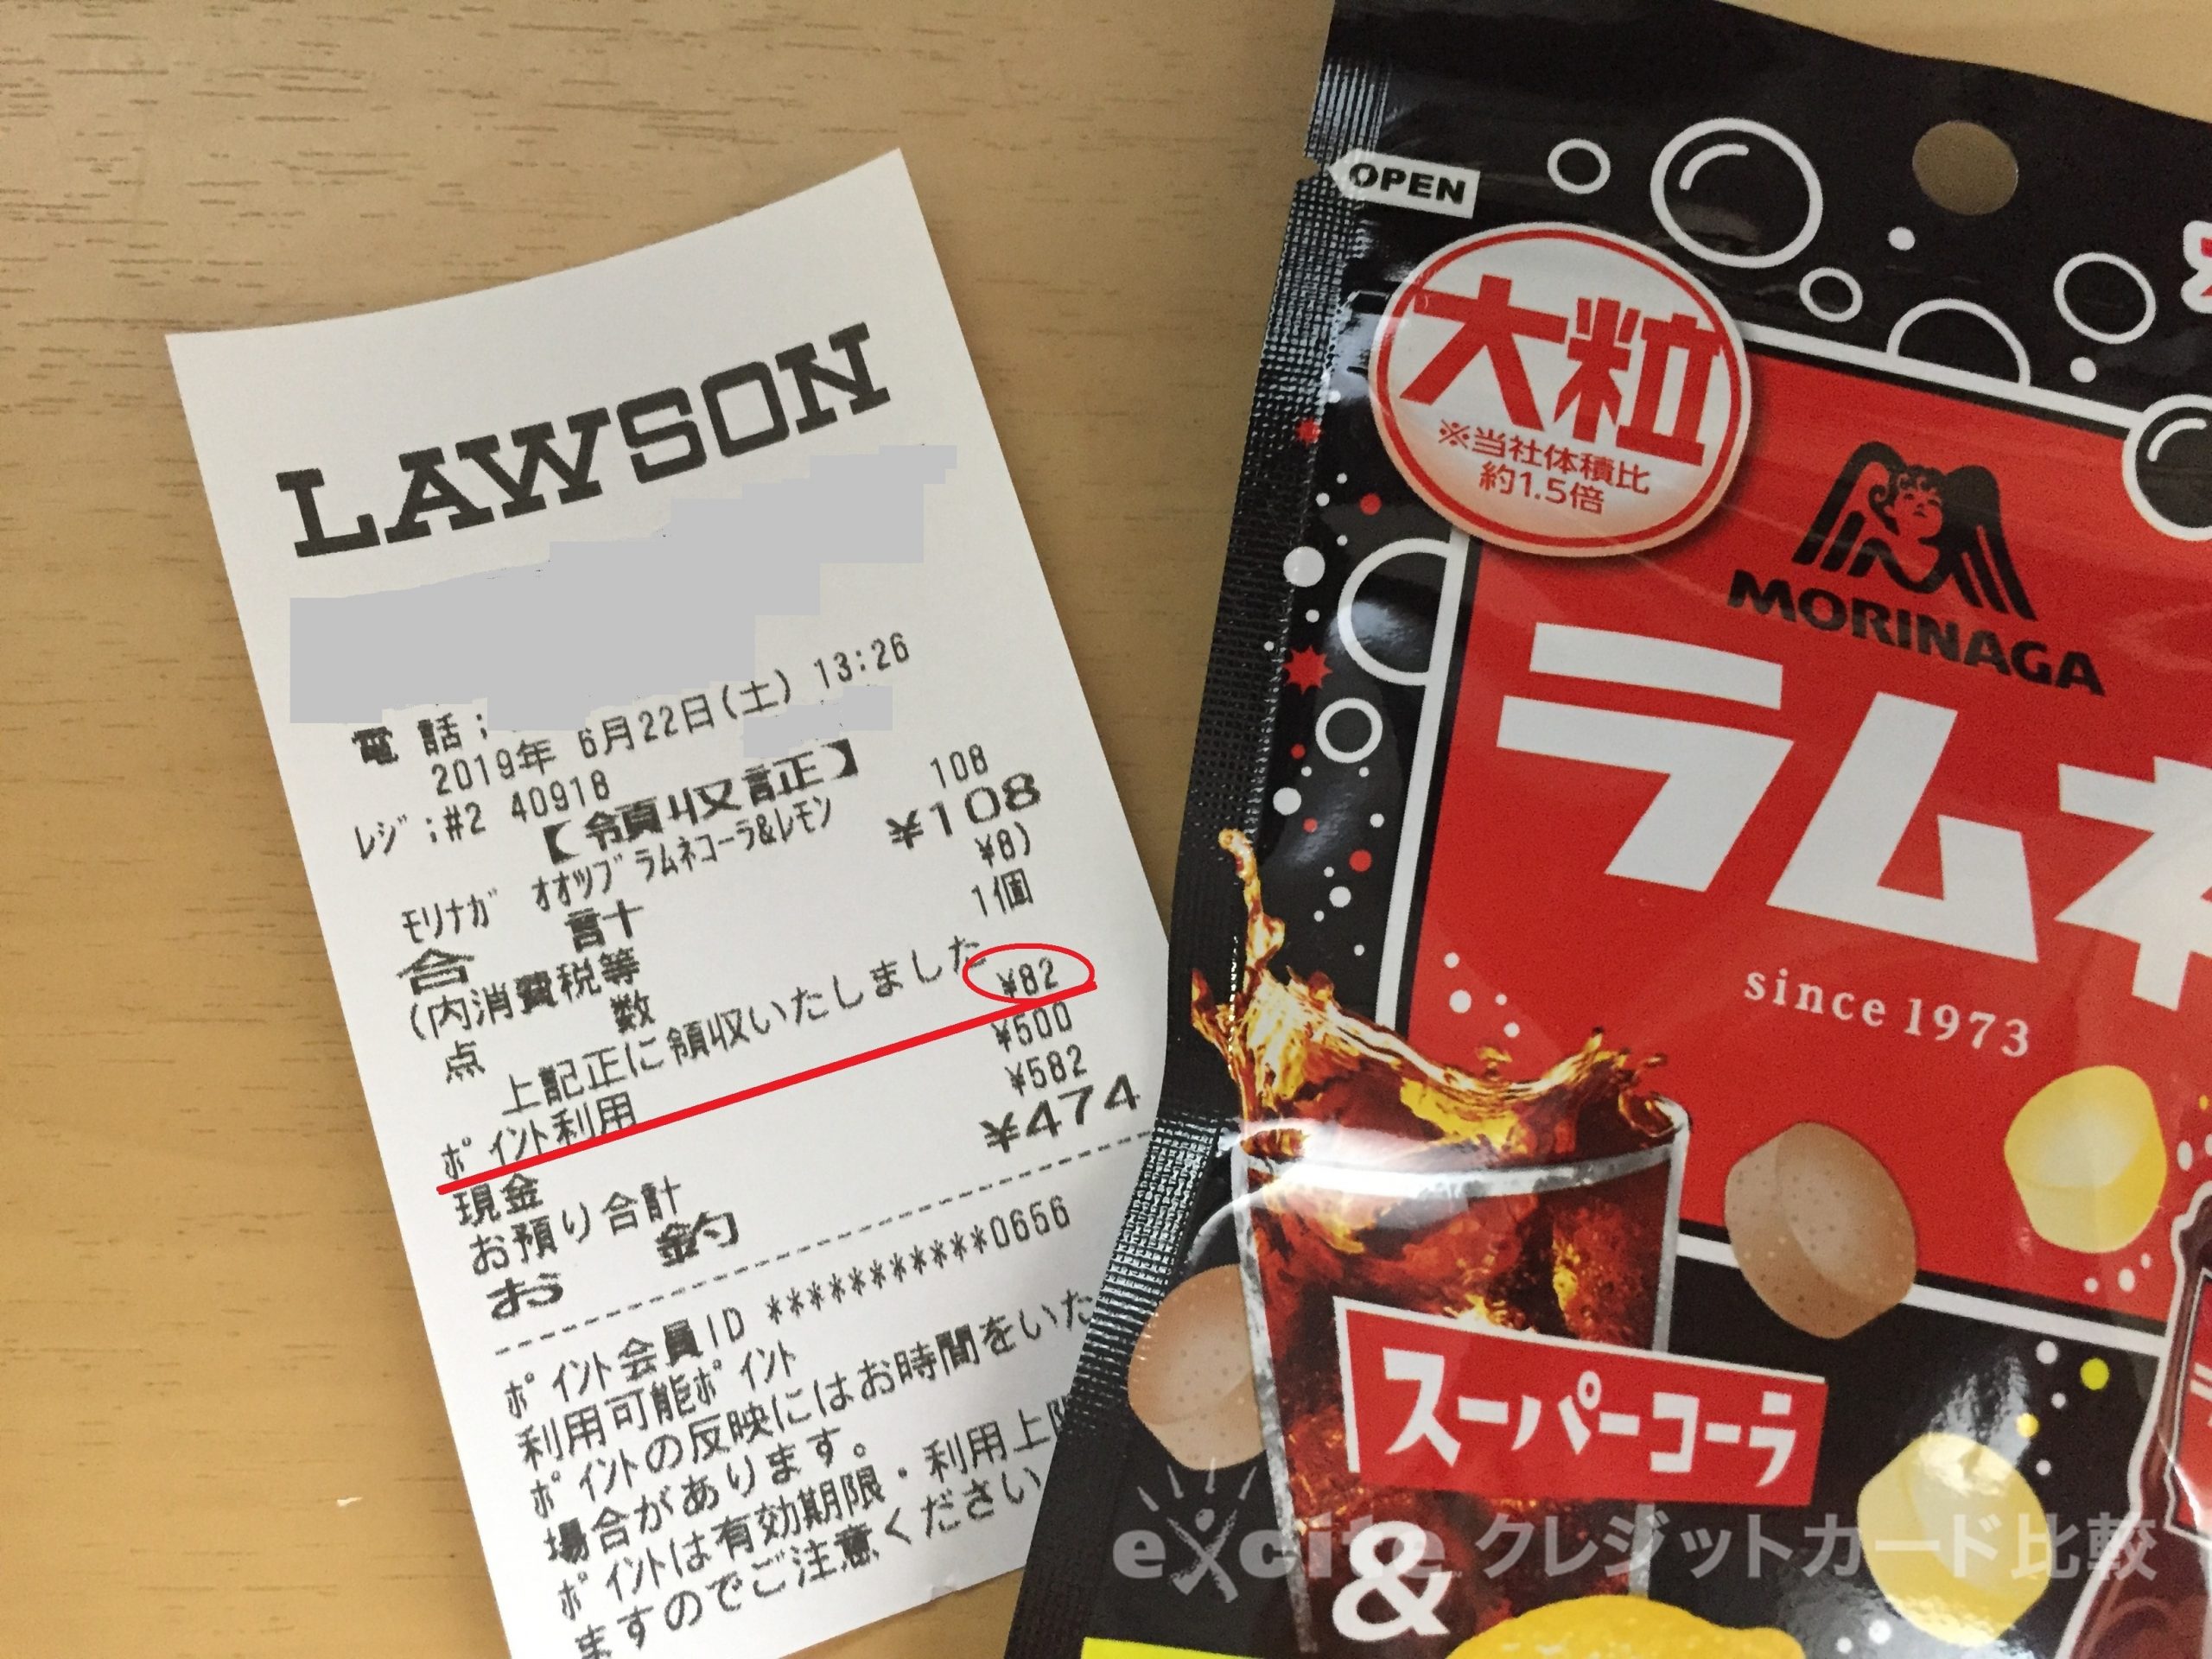 LAWSON
電 話:
2019年 6月22日(土) 13:26
レジ:#2 40918
【領収証】
モリナガ オオツブラムネコーラ&レモン 108
合 計 ¥108
(内消費税等 ¥8)
点 数 1個
上記正に領収いたしました
ポイント利用 ¥82
現金 ¥500
お預り合計 ¥582
お 釣 ¥474
ポイント会員ID **********0656
利用可能ポイント
ポイントの反映にはお時間をいた
場合があります。
ポイントは有効期限・利用上限
ますのでご注意ください
OPEN
大粒
※当社体積比
約1.5倍
MORINAGA
ラムネ
since 1973
スーパーコーラ
&
excite クレジットカード比較